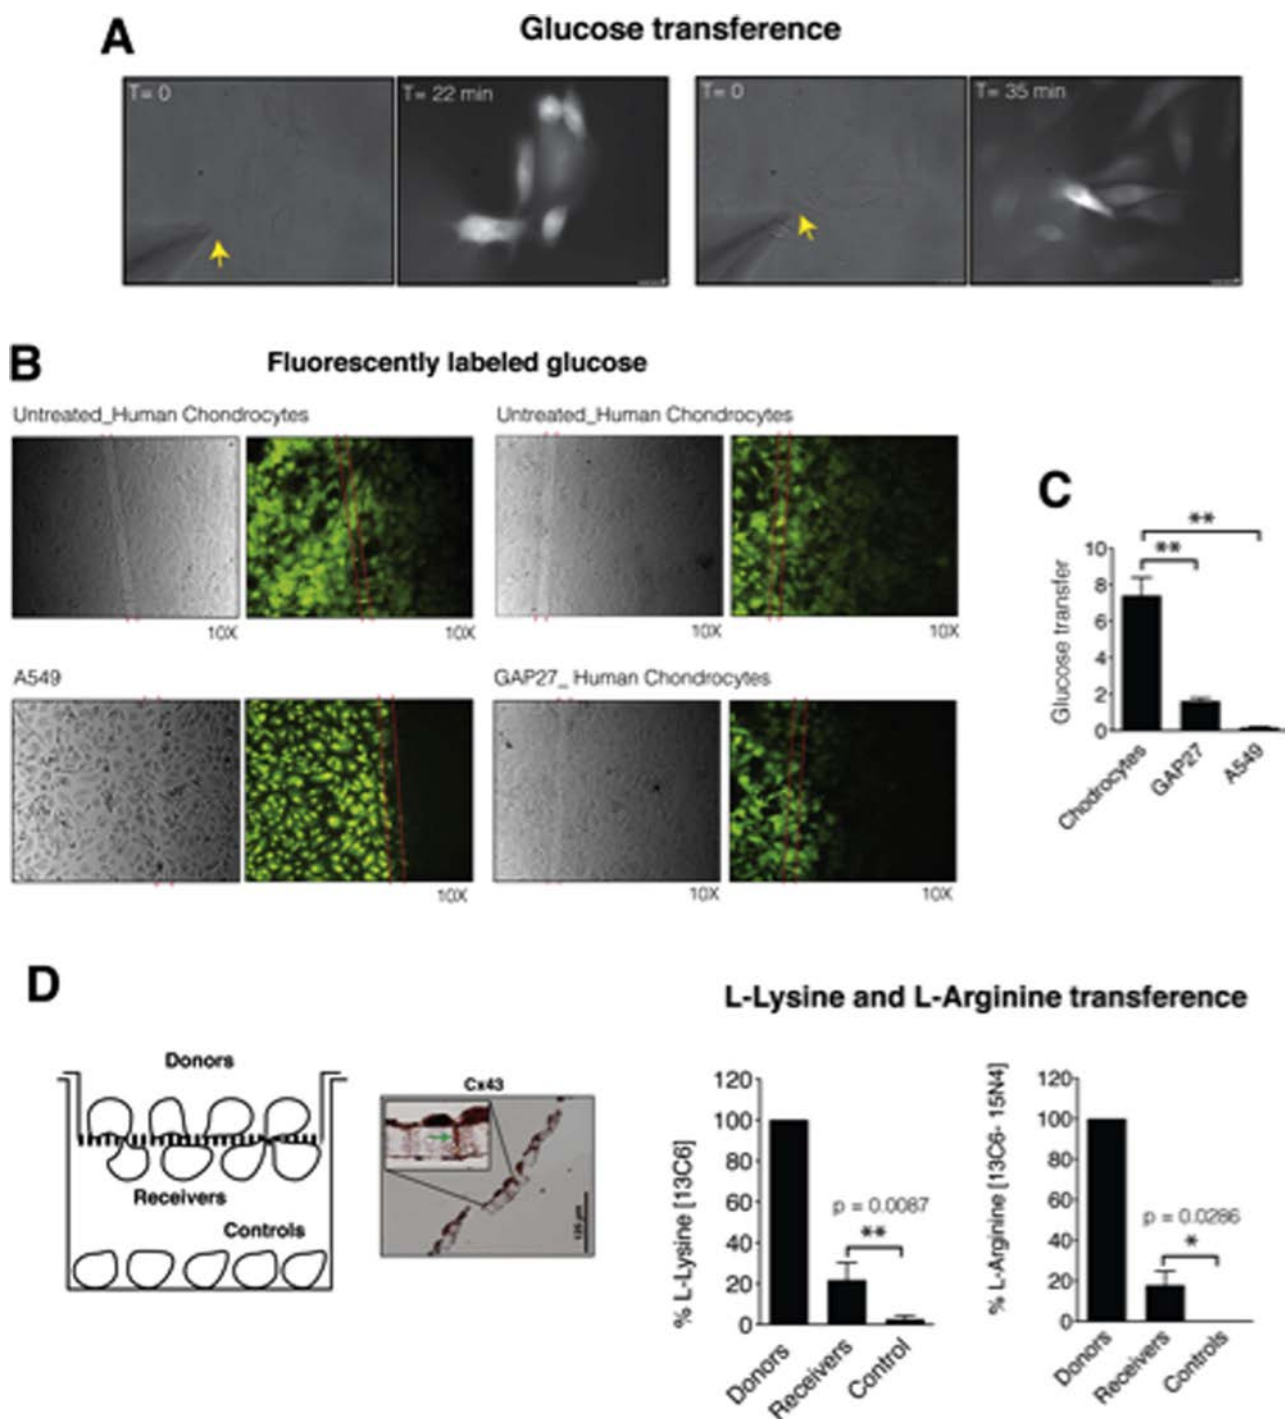 A
Glucose transference
T= 0
T= 22 min
T= 0
T= 35 min
B
Fluorescently labeled glucose
Untreated_Human Chondrocytes
Untreated_Human Chondrocytes
10X
10X
10X
10X
A549
GAP27_ Human Chondrocytes
10X
10X
10X
C
**
**
Glucose transfer
10
8
6
4
2
0
Chodrocytes
GAP27
A549
D
L-Lysine and L-Arginine transference
Donors
Receivers
Controls
Cx43
125 µm
% L-Lysine [13C6]
120
100
80
60
40
20
0
p = 0.0087
**
Donors
Receivers
Control
% L-Arginine [13C6- 15N4]
120
100
80
60
40
20
0
p = 0.0286
*
Donors
Receivers
Controls